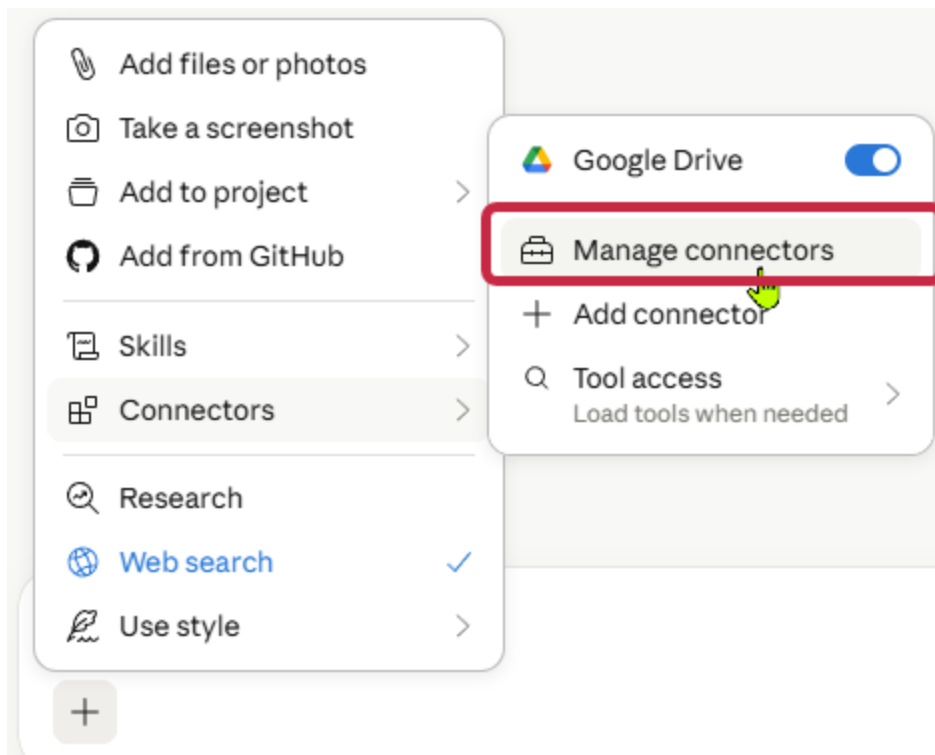 Add files or photos
Take a screenshot
Add to project
Add from GitHub
Skills
Connectors
Research
Web search
Use style
Google Drive
Manage connectors
Add connector
Tool access
Load tools when needed